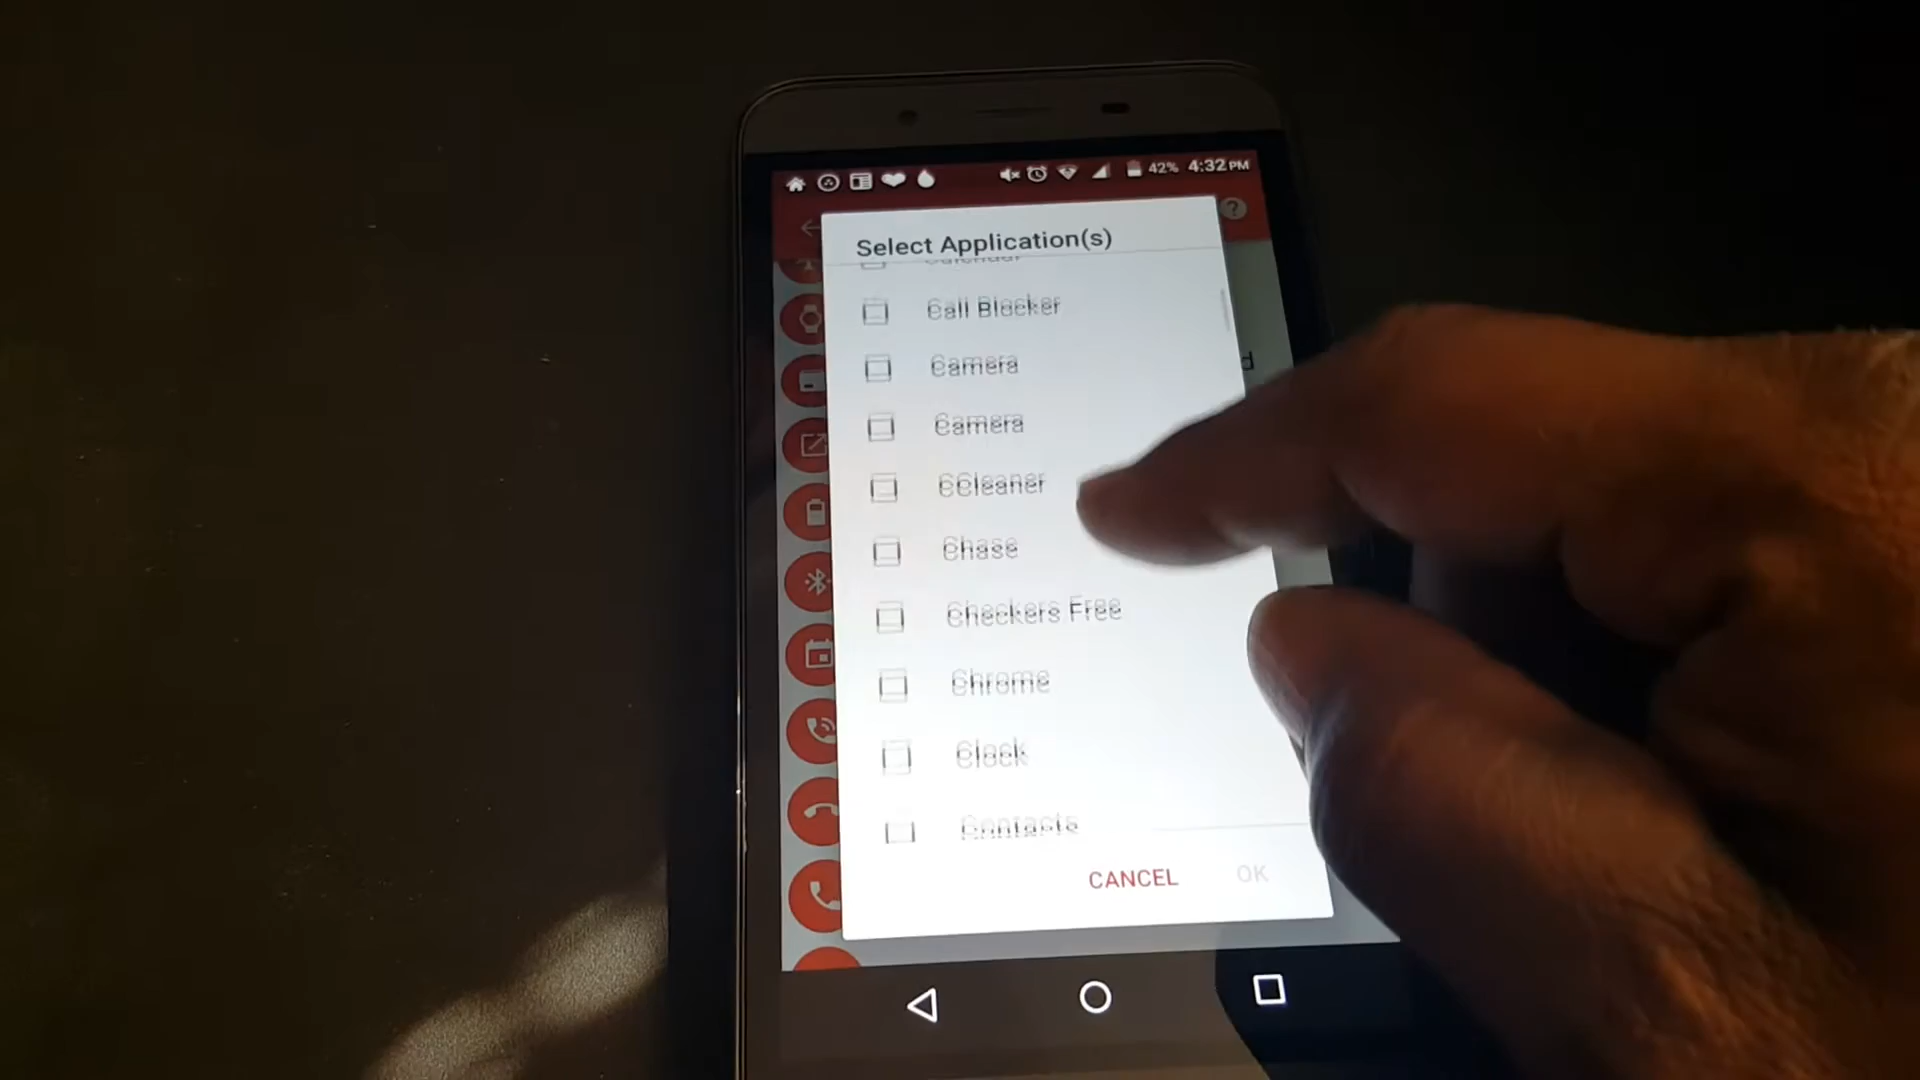 42% 4:32 PM
?
Select Application(s)
Calendar
Call Blocker
d
Camera
Camera
CCleaner
Chase
Checkers Free
Chrome
Clock
Contacts
CANCEL OK